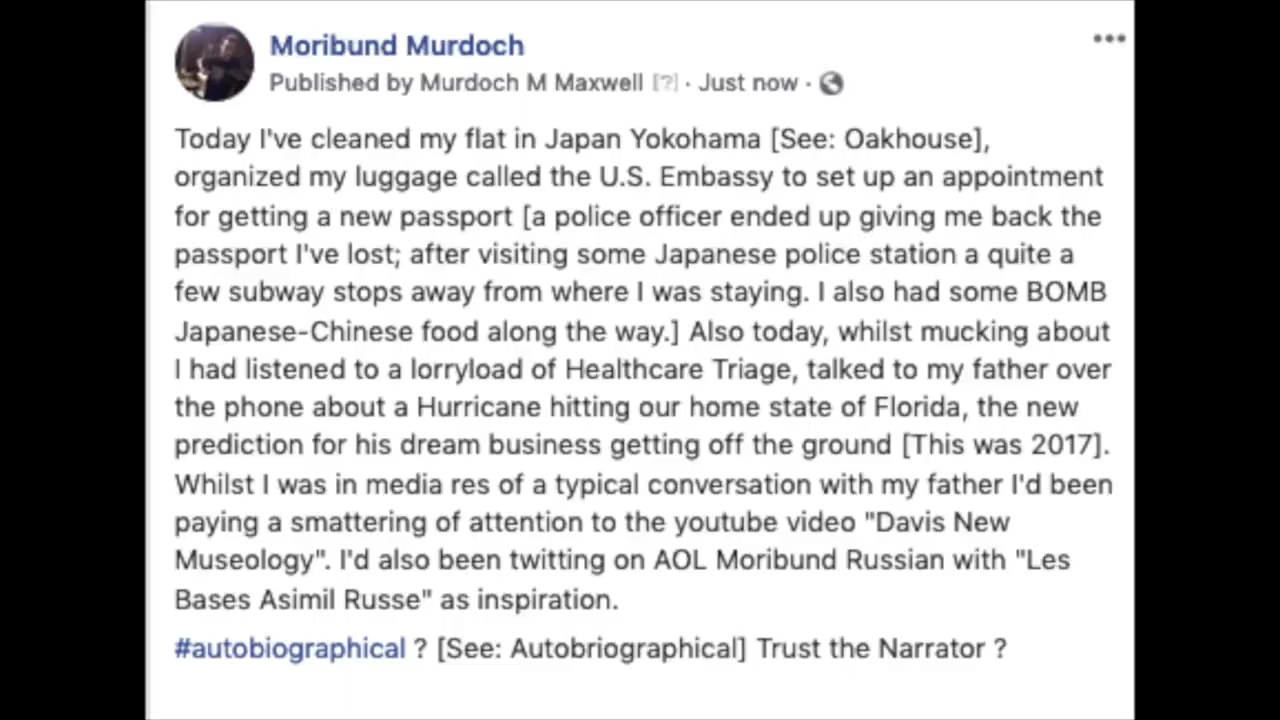 Moribund Murdoch
Published by Murdoch M Maxwell [?] · Just now ·
Today I've cleaned my flat in Japan Yokohama [See: Oakhouse],
organized my luggage called the U.S. Embassy to set up an appointment
for getting a new passport [a police officer ended up giving me back the
passport I've lost; after visiting some Japanese police station a quite a
few subway stops away from where I was staying. I also had some BOMB
Japanese-Chinese food along the way.] Also today, whilst mucking about
I had listened to a lorryload of Healthcare Triage, talked to my father over
the phone about a Hurricane hitting our home state of Florida, the new
prediction for his dream business getting off the ground [This was 2017].
Whilst I was in media res of a typical conversation with my father I'd been
paying a smattering of attention to the youtube video "Davis New
Museology". I'd also been twitting on AOL Moribund Russian with "Les
Bases Asimil Russe" as inspiration.
#autobiographical ? [See: Autobriographical] Trust the Narrator ?